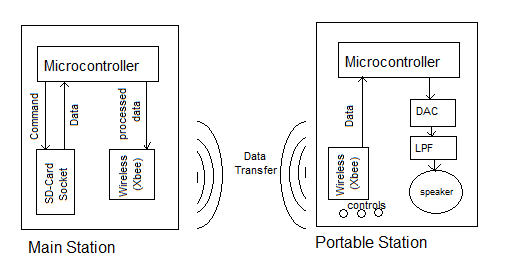 Microcontroller
Command
Data
processed
data
SD-Card
Socket
Wireless
(Xbee)
Main Station
Data
Transfer
Microcontroller
Data
DAC
LPF
Wireless
(Xbee)
speaker
controls
Portable Station